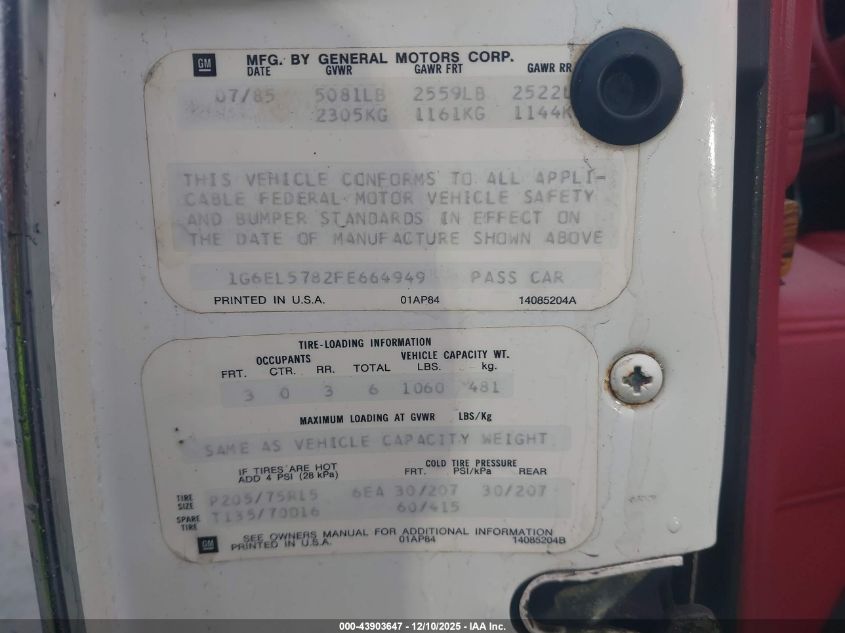 GM MFG. BY GENERAL MOTORS CORP.
DATE GVWR GAWR FRT GAWR RR
07/85 5081LB 2559LB 2522L
2305KG 1161KG 1144K
THIS VEHICLE CONFORMS TO ALL APPLI-
CABLE FEDERAL MOTOR VEHICLE SAFETY
AND BUMPER STANDARDS IN EFFECT ON
THE DATE OF MANUFACTURE SHOWN ABOVE
1G6EL5782FE664949 PASS CAR
PRINTED IN U.S.A. 01AP84 14085204A
TIRE-LOADING INFORMATION
OCCUPANTS VEHICLE CAPACITY WT.
FRT. CTR. RR. TOTAL LBS. kg.
3 0 3 6 1060 481
MAXIMUM LOADING AT GVWR LBS/Kg
SAME AS VEHICLE CAPACITY WEIGHT
IF TIRES ARE HOT
ADD 4 PSI (28 kPa)
COLD TIRE PRESSURE
FRT. PSI/kPa REAR
TIRE SIZE P205/75R15 6EA 30/207 30/207
SPARE TIRE T135/70D16 60/415
SEE OWNERS MANUAL FOR ADDITIONAL INFORMATION
GM PRINTED IN U.S.A. 01AP84 14085204B
000-43903647 - 12/10/2025 - IAA Inc.